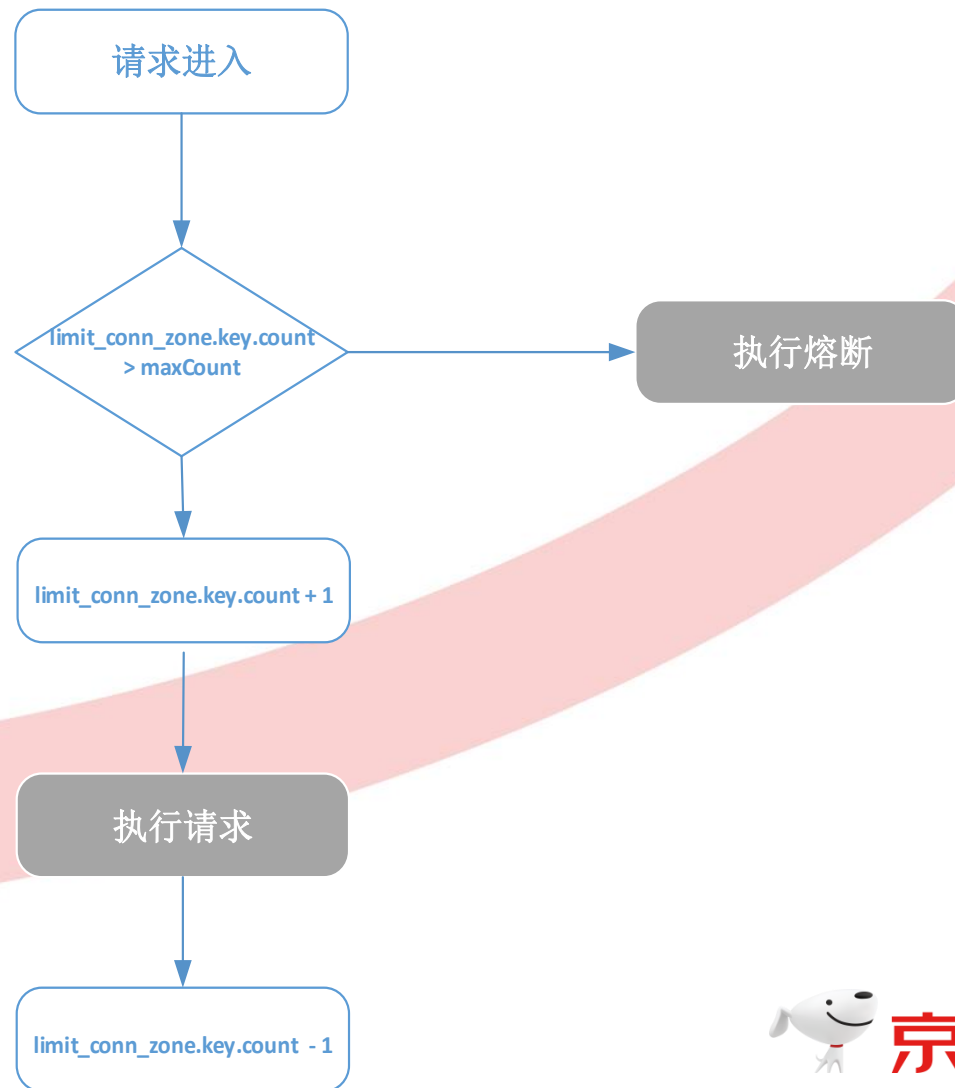 请求进入
limit_conn_zone.key.count
> maxCount
执行熔断
limit_conn_zone.key.count + 1
执行请求
limit_conn_zone.key.count - 1
京